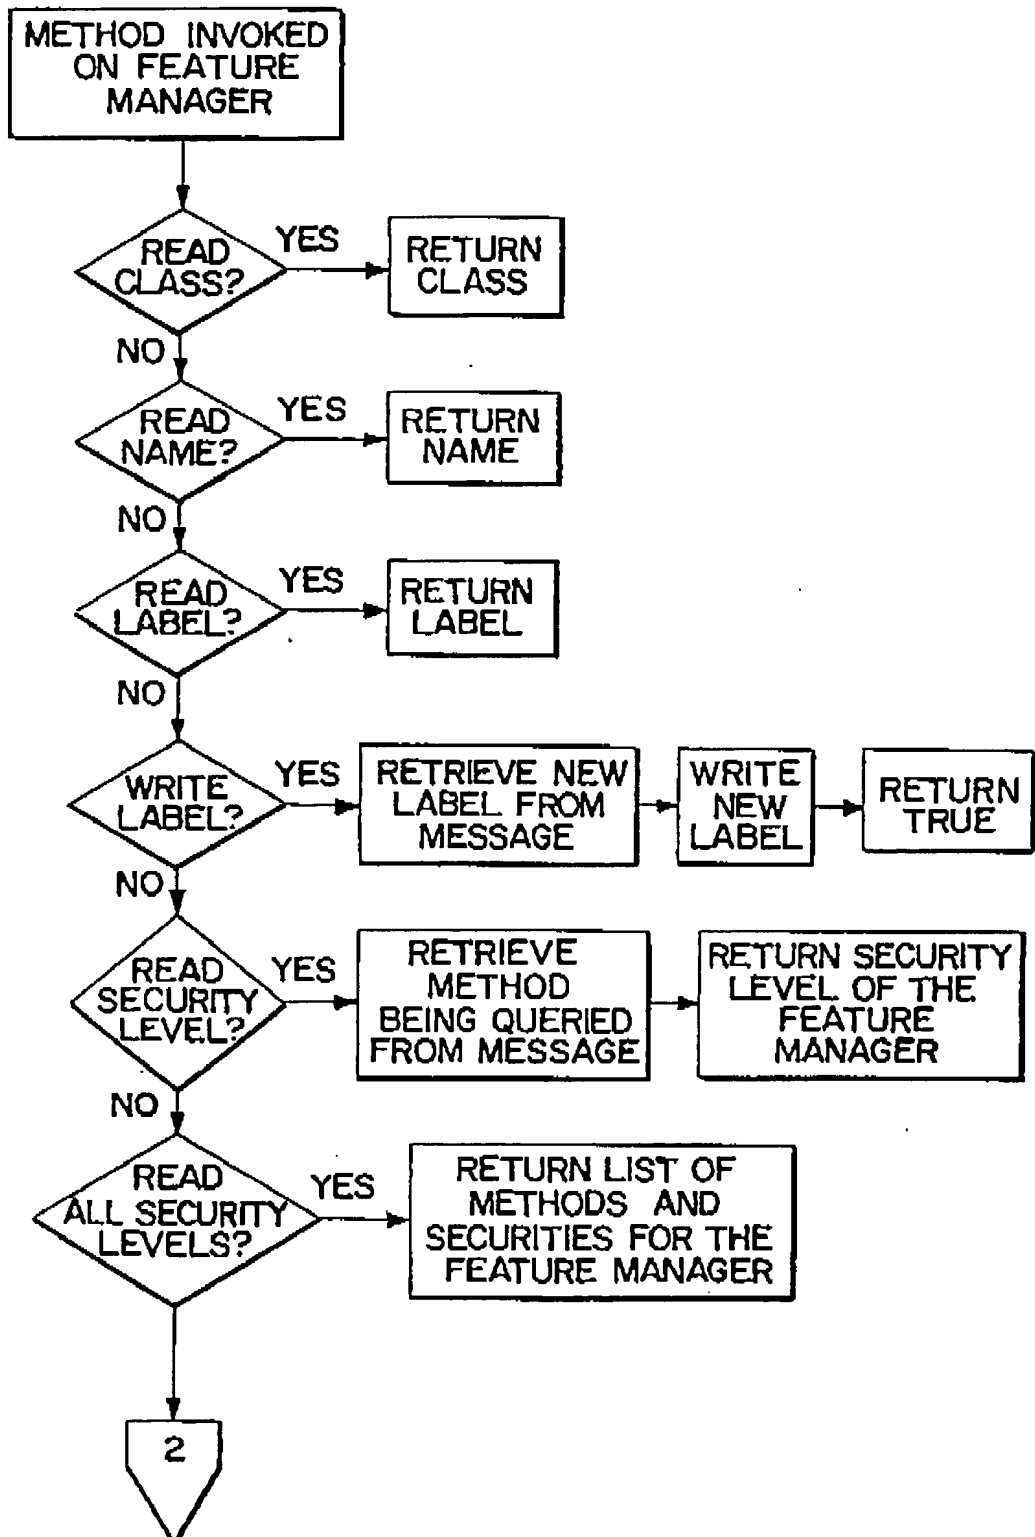 METHOD INVOKED
ON FEATURE
MANAGER
READ
CLASS?
YES
RETURN
CLASS
NO
READ
NAME?
YES
RETURN
NAME
NO
READ
LABEL?
YES
RETURN
LABEL
NO
WRITE
LABEL?
YES
RETRIEVE NEW
LABEL FROM
MESSAGE
WRITE
NEW
LABEL
RETURN
TRUE
NO
READ
SECURITY
LEVEL?
YES
RETRIEVE
METHOD
BEING QUERIED
FROM MESSAGE
RETURN SECURITY
LEVEL OF THE
FEATURE
MANAGER
NO
READ
ALL SECURITY
LEVELS?
YES
RETURN LIST OF
METHODS AND
SECURITIES FOR THE
FEATURE MANAGER
2